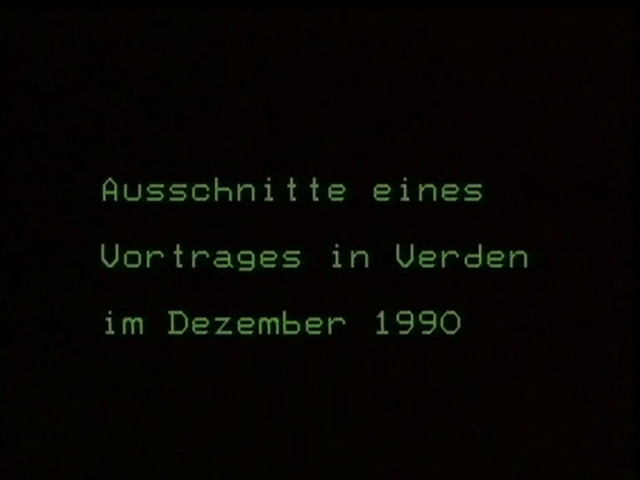 Ausschnitte eines
Vortrages in Verden
im Dezember 1990